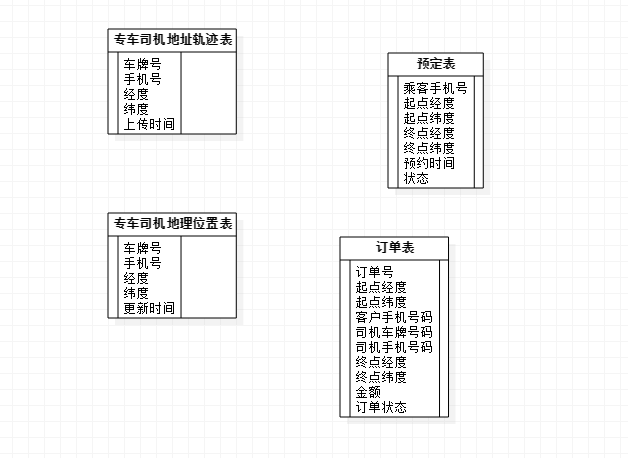 专车司机地址轨迹表
车牌号
手机号
经度
纬度
上传时间
预定表
乘客手机号
起点经度
起点纬度
终点经度
终点纬度
预约时间
状态
专车司机地理位置表
车牌号
手机号
经度
纬度
更新时间
订单表
订单号
起点经度
起点纬度
客户手机号码
司机车牌号码
司机手机号码
终点经度
终点纬度
金额
订单状态